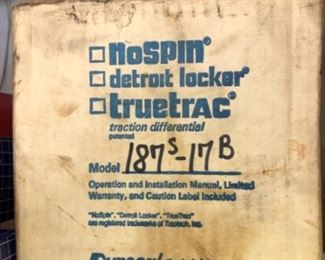 □ NoSPIN®
□ detroit locker®
□ truetrac®
traction differential
patented
Model 187S-17B
Operation and Installation Manual, Limited
Warranty, and Caution Label Included
"NoSpin", "Detroit Locker", "TrueTrac"
are registered trademarks of Tractech, Inc.